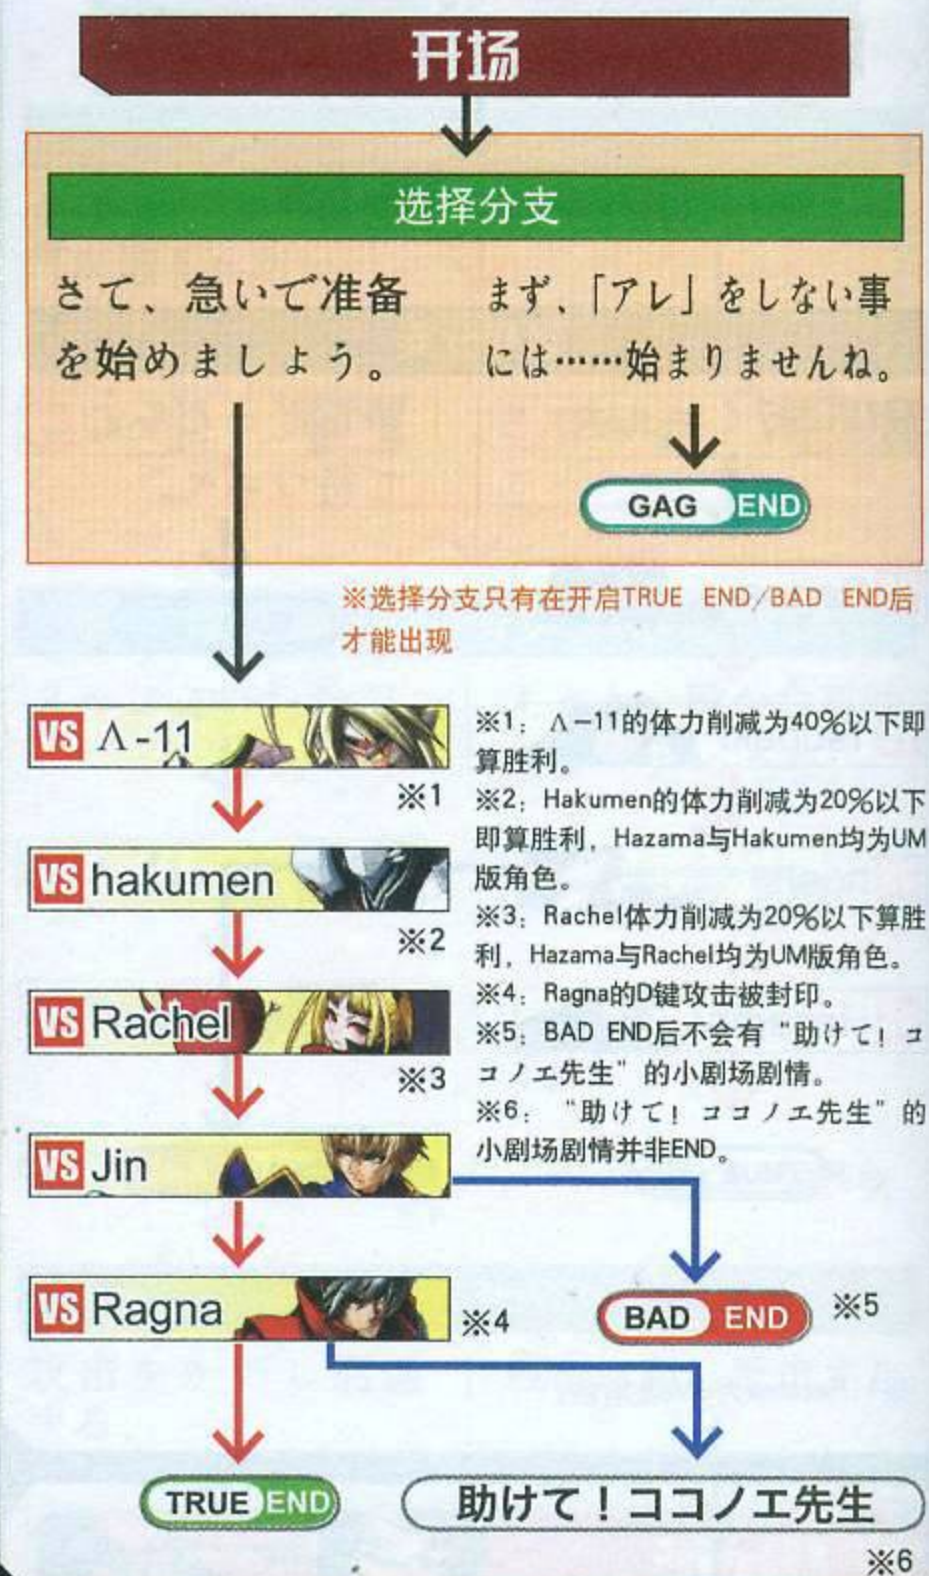 开场
选择分支
さて、急いで准备
を始めましょう。
まず、「アレ」をしない事
には……始まりませんね。
GAG END
※选择分支只有在开启TRUE END/BAD END后
才能出现
VS Λ-11
※1
VS hakumen
※2
VS Rachel
※3
VS Jin
VS Ragna
※4
※1：Λ-11的体力削减为40%以下即
算胜利。
※2：Hakumen的体力削减为20%以下
即算胜利，Hazama与Hakumen均为UM
版角色。
※3：Rachel体力削减为20%以下算胜
利，Hazama与Rachel均为UM版角色。
※4：Ragna的D键攻击被封印。
※5：BAD END后不会有“助けて！コ
コノエ先生”的小剧场剧情。
※6：“助けて！ココノエ先生”的
小剧场剧情并非END。
BAD END
※5
TRUE END
助けて！ココノエ先生
※6